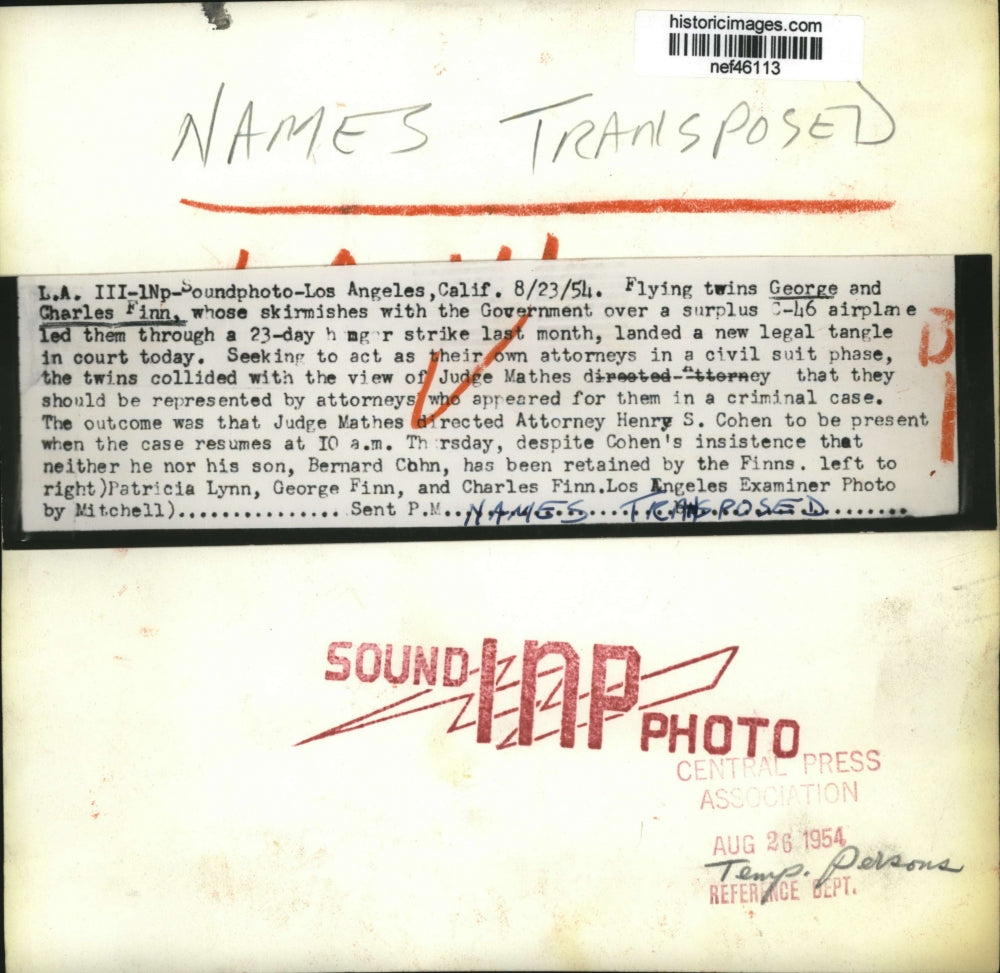 historicimages.com
nef46113
NAMES TRANSPOSED
L.A. III-1Np-Soundphoto-Los Angeles,Calif. 8/23/54. Flying twins George and
Charles Finn, whose skirmishes with the Government over a surplus C-46 airplane
led them through a 23-day hunger strike last month, landed a new legal tangle
in court today. Seeking to act as their own attorneys in a civil suit phase,
the twins collided with the view of Judge Mathes directed-attorney that they
should be represented by attorneys who appeared for them in a criminal case.
The outcome was that Judge Mathes directed Attorney Henry S. Cohen to be present
when the case resumes at IO a.m. Thursday, despite Cohen's insistence that
neither he nor his son, Bernard Cohn, has been retained by the Finns. left to
right)Patricia Lynn, George Finn, and Charles Finn.Los Angeles Examiner Photo
by Mitchell)............... Sent P.M.. NAMES TRANSPOSED ........
B
SOUND INP PHOTO
CENTRAL PRESS
ASSOCIATION
AUG 26 1954
Temp. Persons
REFERENCE DEPT.